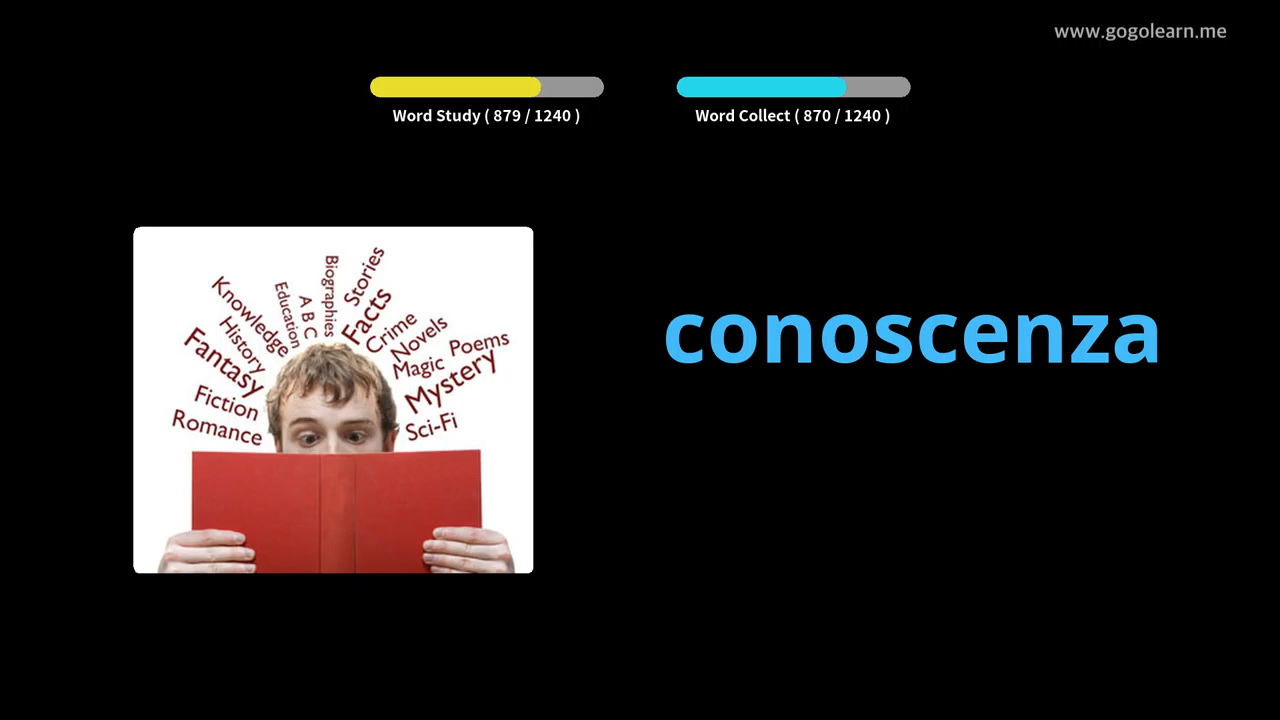 www.gogolearn.me
Word Study ( 879 / 1240 )
Word Collect ( 870 / 1240 )
conoscenza
Romance
Fiction
Fantasy
History
Knowledge
Education
A B C
Biographies
Stories
Facts
Crime
Novels
Magic
Poems
Mystery
Sci-Fi